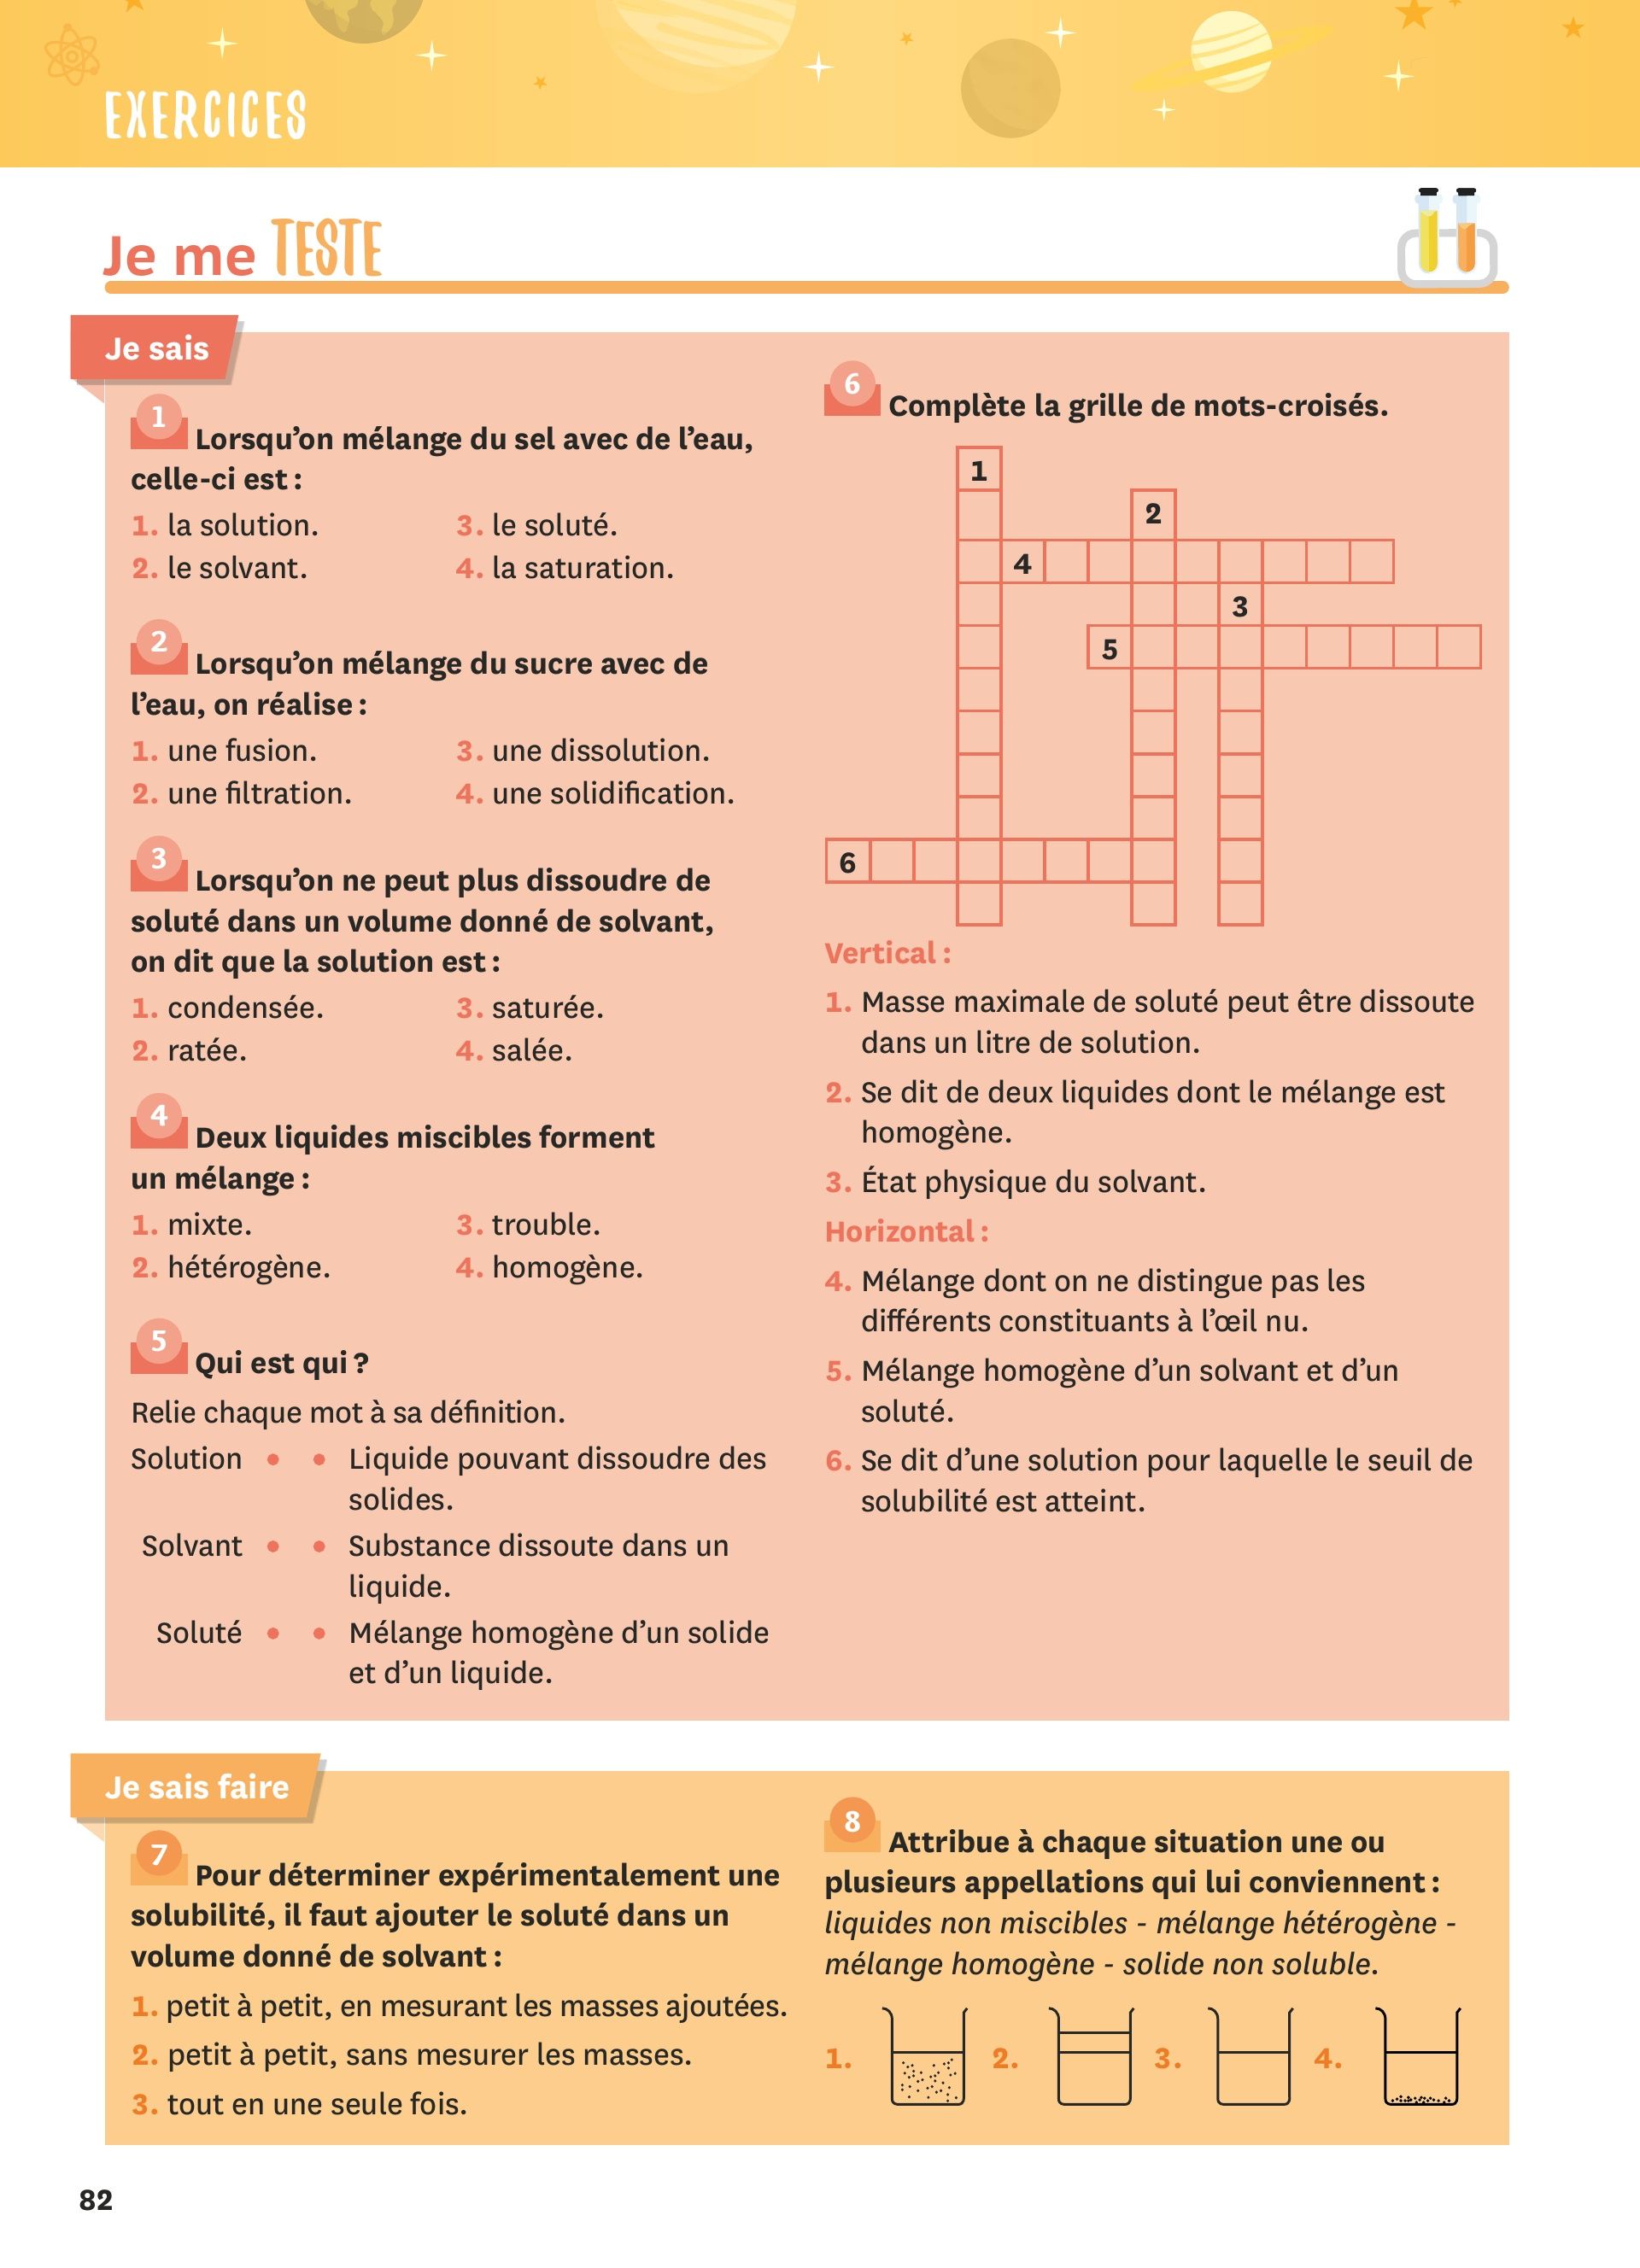 EXERCICES
Je me TESTE
Je sais
1 Lorsqu’on mélange du sel avec de l’eau,
celle-ci est :
1. la solution.
3. le soluté.
2. le solvant.
4. la saturation.
2 Lorsqu’on mélange du sucre avec de
l’eau, on réalise :
1. une fusion.
3. une dissolution.
2. une filtration.
4. une solidification.
3 Lorsqu’on ne peut plus dissoudre de
soluté dans un volume donné de solvant,
on dit que la solution est :
1. condensée.
3. saturée.
2. ratée.
4. salée.
4 Deux liquides miscibles forment
un mélange :
1. mixte.
3. trouble.
2. hétérogène.
4. homogène.
5 Qui est qui ?
Relie chaque mot à sa définition.
Solution • • Liquide pouvant dissoudre des
solides.
Solvant • • Substance dissoute dans un
liquide.
Soluté • • Mélange homogène d’un solide
et d’un liquide.
6 Complète la grille de mots-croisés.
1
2
4
3
5
6
Vertical :
1. Masse maximale de soluté peut être dissoute
dans un litre de solution.
2. Se dit de deux liquides dont le mélange est
homogène.
3. État physique du solvant.
Horizontal :
4. Mélange dont on ne distingue pas les
différents constituants à l’œil nu.
5. Mélange homogène d’un solvant et d’un
soluté.
6. Se dit d’une solution pour laquelle le seuil de
solubilité est atteint.
Je sais faire
7 Pour déterminer expérimentalement une
solubilité, il faut ajouter le soluté dans un
volume donné de solvant :
1. petit à petit, en mesurant les masses ajoutées.
2. petit à petit, sans mesurer les masses.
3. tout en une seule fois.
8 Attribue à chaque situation une ou
plusieurs appellations qui lui conviennent :
liquides non miscibles - mélange hétérogène -
mélange homogène - solide non soluble.
1. 2. 3. 4.
82